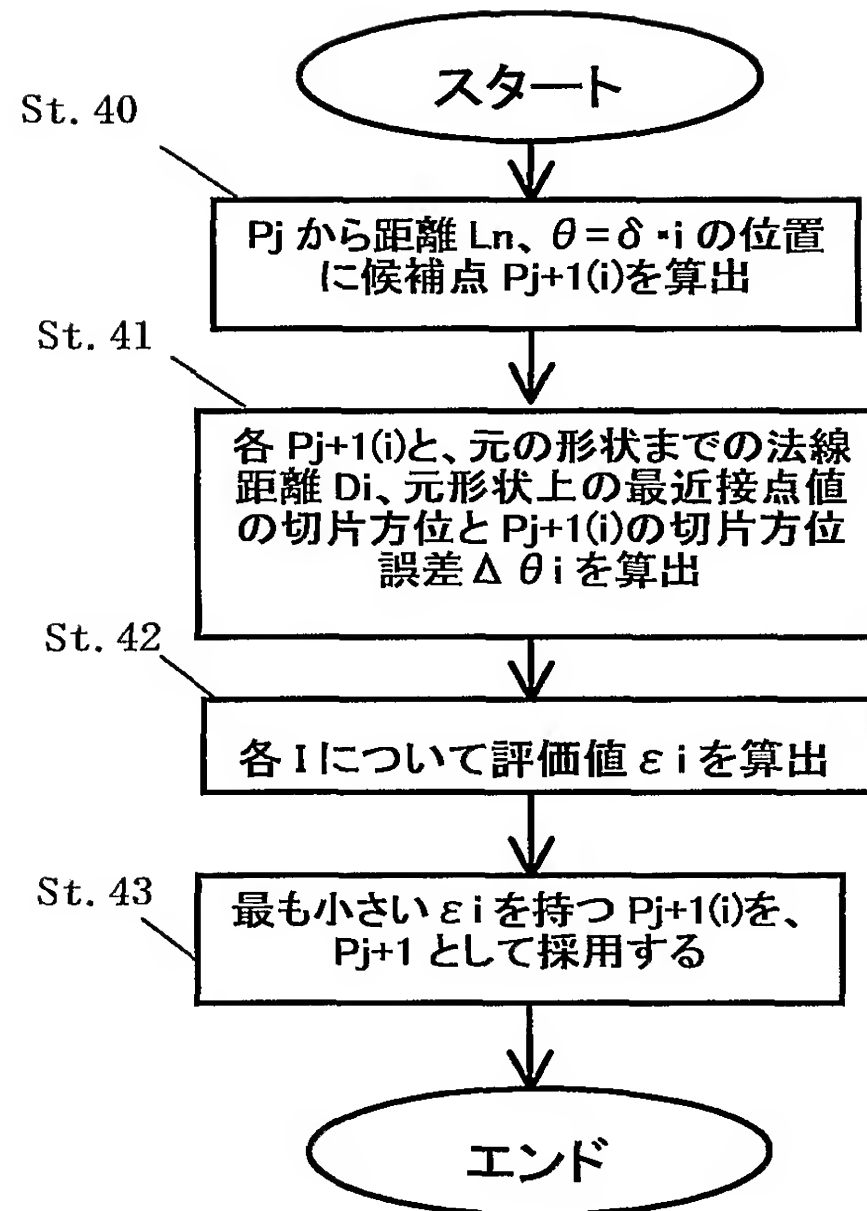 スタート
St. 40
Pj から距離 Ln、θ=δ・i の位置
に候補点 Pj+1(i)を算出
St. 41
各 Pj+1(i)と、元の形状までの法線
距離 Di、元形状上の最近接点値
の切片方位と Pj+1(i)の切片方位
誤差Δ θi を算出
St. 42
各 I について評価値 εi を算出
St. 43
最も小さい εi を持つ Pj+1(i)を、
Pj+1 として採用する
エンド